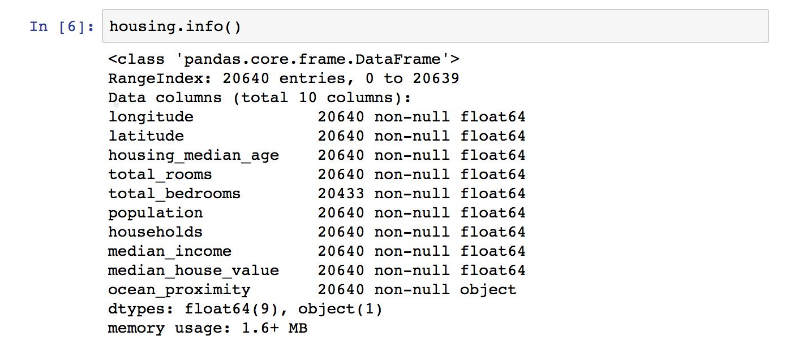 In [6]: housing.info()
<class 'pandas.core.frame.DataFrame'>
RangeIndex: 20640 entries, 0 to 20639
Data columns (total 10 columns):
longitude             20640 non-null float64
latitude              20640 non-null float64
housing_median_age    20640 non-null float64
total_rooms           20640 non-null float64
total_bedrooms        20433 non-null float64
population            20640 non-null float64
households            20640 non-null float64
median_income         20640 non-null float64
median_house_value    20640 non-null float64
ocean_proximity       20640 non-null object
dtypes: float64(9), object(1)
memory usage: 1.6+ MB